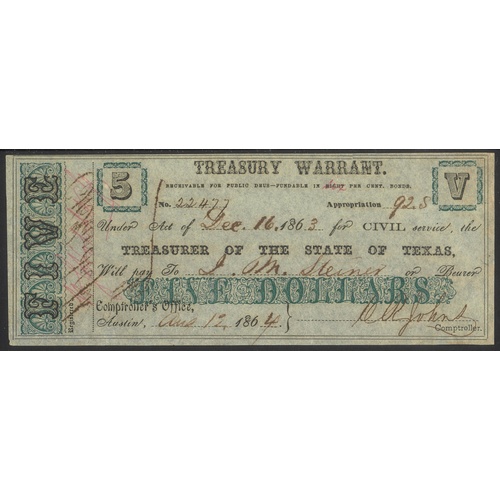 FIVE
Registered
5
TREASURY WARRANT.
V
RECEIVABLE FOR PUBLIC DUES—FUNDABLE IN EIGHT PER CENT. BONDS.
No. 22477 Appropriation 928
Under Act of Dec. 16, 1863 for CIVIL service, the
TREASURER OF THE STATE OF TEXAS,
Will pay To J. M. Steiner or Bearer
FIVE DOLLARS.
Comptroller's Office,
Austin, Aug 12, 1864 }
Comptroller.